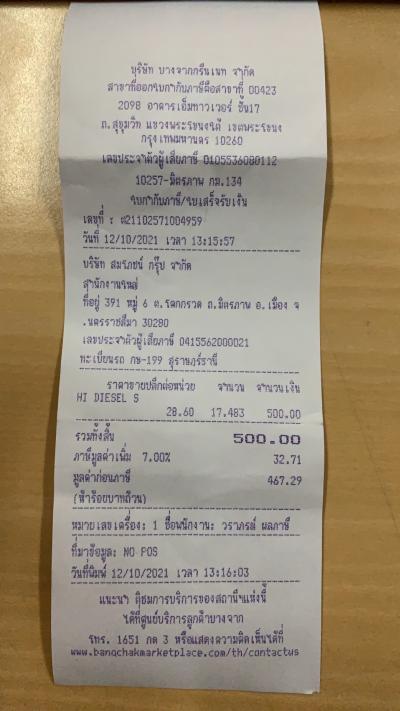 บริษัท บางจากกรีนเนท จำกัด
สาขาที่ออกใบกำกับภาษีคือสาขาที่ 00423
2098 อาคารเอ็มทาวเวอร์ ชั้น17
ถ.สุขุมวิท แขวงพระโขนงใต้ เขตพระโขนง
กรุงเทพมหานคร 10260
เลขประจำตัวผู้เสียภาษี 0105536000112
10257-มิตรภาพ กม.134
ใบกำกับภาษี/ใบเสร็จรับเงิน
เลขที่ : 21102571004959
วันที่ 12/10/2021 เวลา 13:15:57
บริษัท สมโภชน์ กรุ๊ป จำกัด
สำนักงานใหญ่
ที่อยู่ 391 หมู่ 6 ต.โคกกรวด ถ.มิตรภาพ อ.เมือง จ
.นครราชสีมา 30280
เลขประจำตัวผู้เสียภาษี 0415562000021
ทะเบียนรถ กษ-199 สุราษฎร์ธานี
ราคาขายปลีกต่อหน่วย จำนวน จำนวนเงิน
HI DIESEL S
28.60 17.483 500.00
รวมทั้งสิ้น 500.00
ภาษีมูลค่าเพิ่ม 7.00% 32.71
มูลค่าก่อนภาษี 467.29
(ห้าร้อยบาทถ้วน)
หมายเลขเครื่อง: 1 ชื่อพนักงาน: วราภรณ์ ผลภาษี
ที่มาข้อมูล: NO POS
วันที่พิมพ์ 12/10/2021 เวลา 13:16:03
แนะนำ ติชมการบริการของสถานีฯแห่งนี้
ได้ที่ศูนย์บริการลูกค้าบางจาก
โทร. 1651 กด 3 หรือแสดงความคิดเห็นได้ที่
www.bangchakmarketplace.com/th/contactus